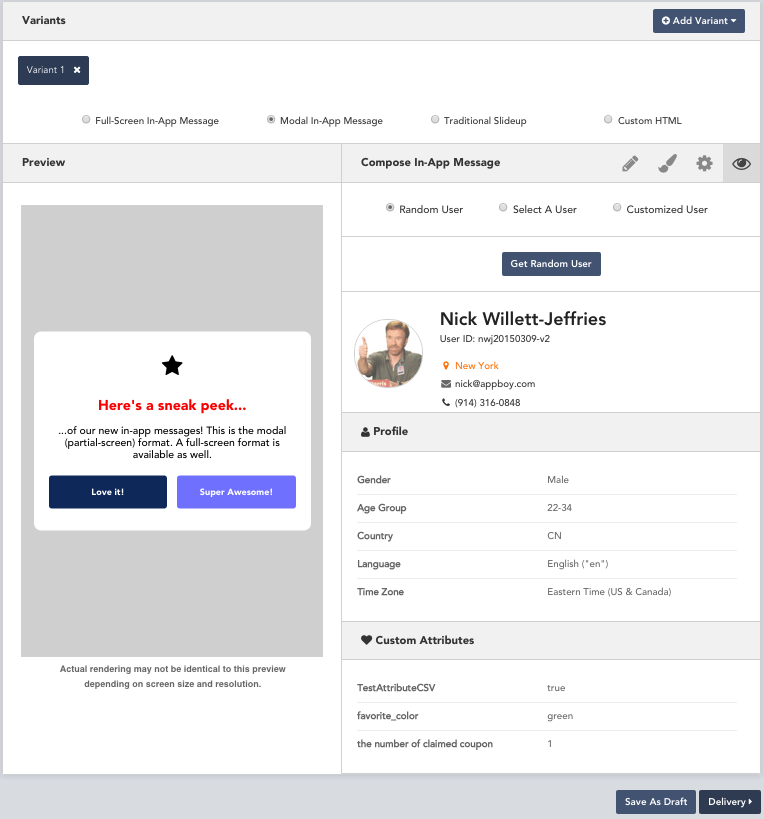 Variants
Add Variant
Variant 1
Full-Screen In-App Message
Modal In-App Message
Traditional Slideup
Custom HTML
Preview
Compose In-App Message
Random User
Select A User
Customized User
Get Random User
Nick Willett-Jeffries
User ID: nwj20150309-v2
New York
nick@appboy.com
(914) 316-0848
Here's a sneak peek...
...of our new in-app messages! This is the modal
(partial-screen) format. A full-screen format is
available as well.
Love it!
Super Awesome!
Actual rendering may not be identical to this preview
depending on screen size and resolution.
Profile
Gender Male
Age Group 22-34
Country CN
Language English ("en")
Time Zone Eastern Time (US & Canada)
Custom Attributes
TestAttributeCSV true
favorite_color green
the number of claimed coupon 1
Save As Draft
Delivery